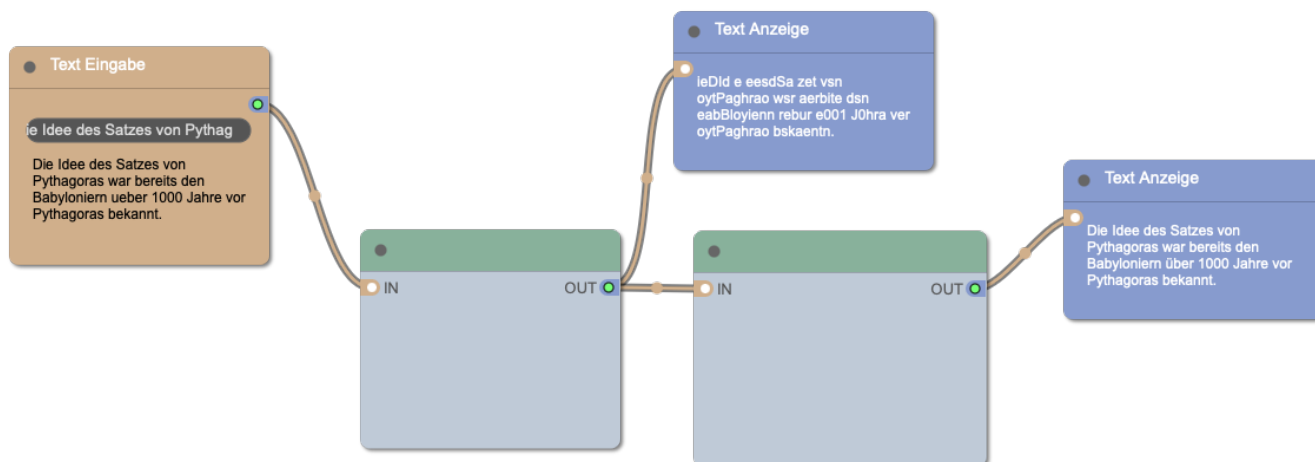 Text Eingabe
ie Idee des Satzes von Pythag
Die Idee des Satzes von
Pythagoras war bereits den
Babyloniern ueber 1000 Jahre vor
Pythagoras bekannt.
IN
OUT
Text Anzeige
ieDId e eesdSa zet vsn
oytPaghrao wsr aerbite dsn
eabBloylenn rebur e001 J0hra ver
oytPaghrao bskaentn.
IN
OUT
Text Anzeige
Die Idee des Satzes von
Pythagoras war bereits den
Babyloniern über 1000 Jahre vor
Pythagoras bekannt.